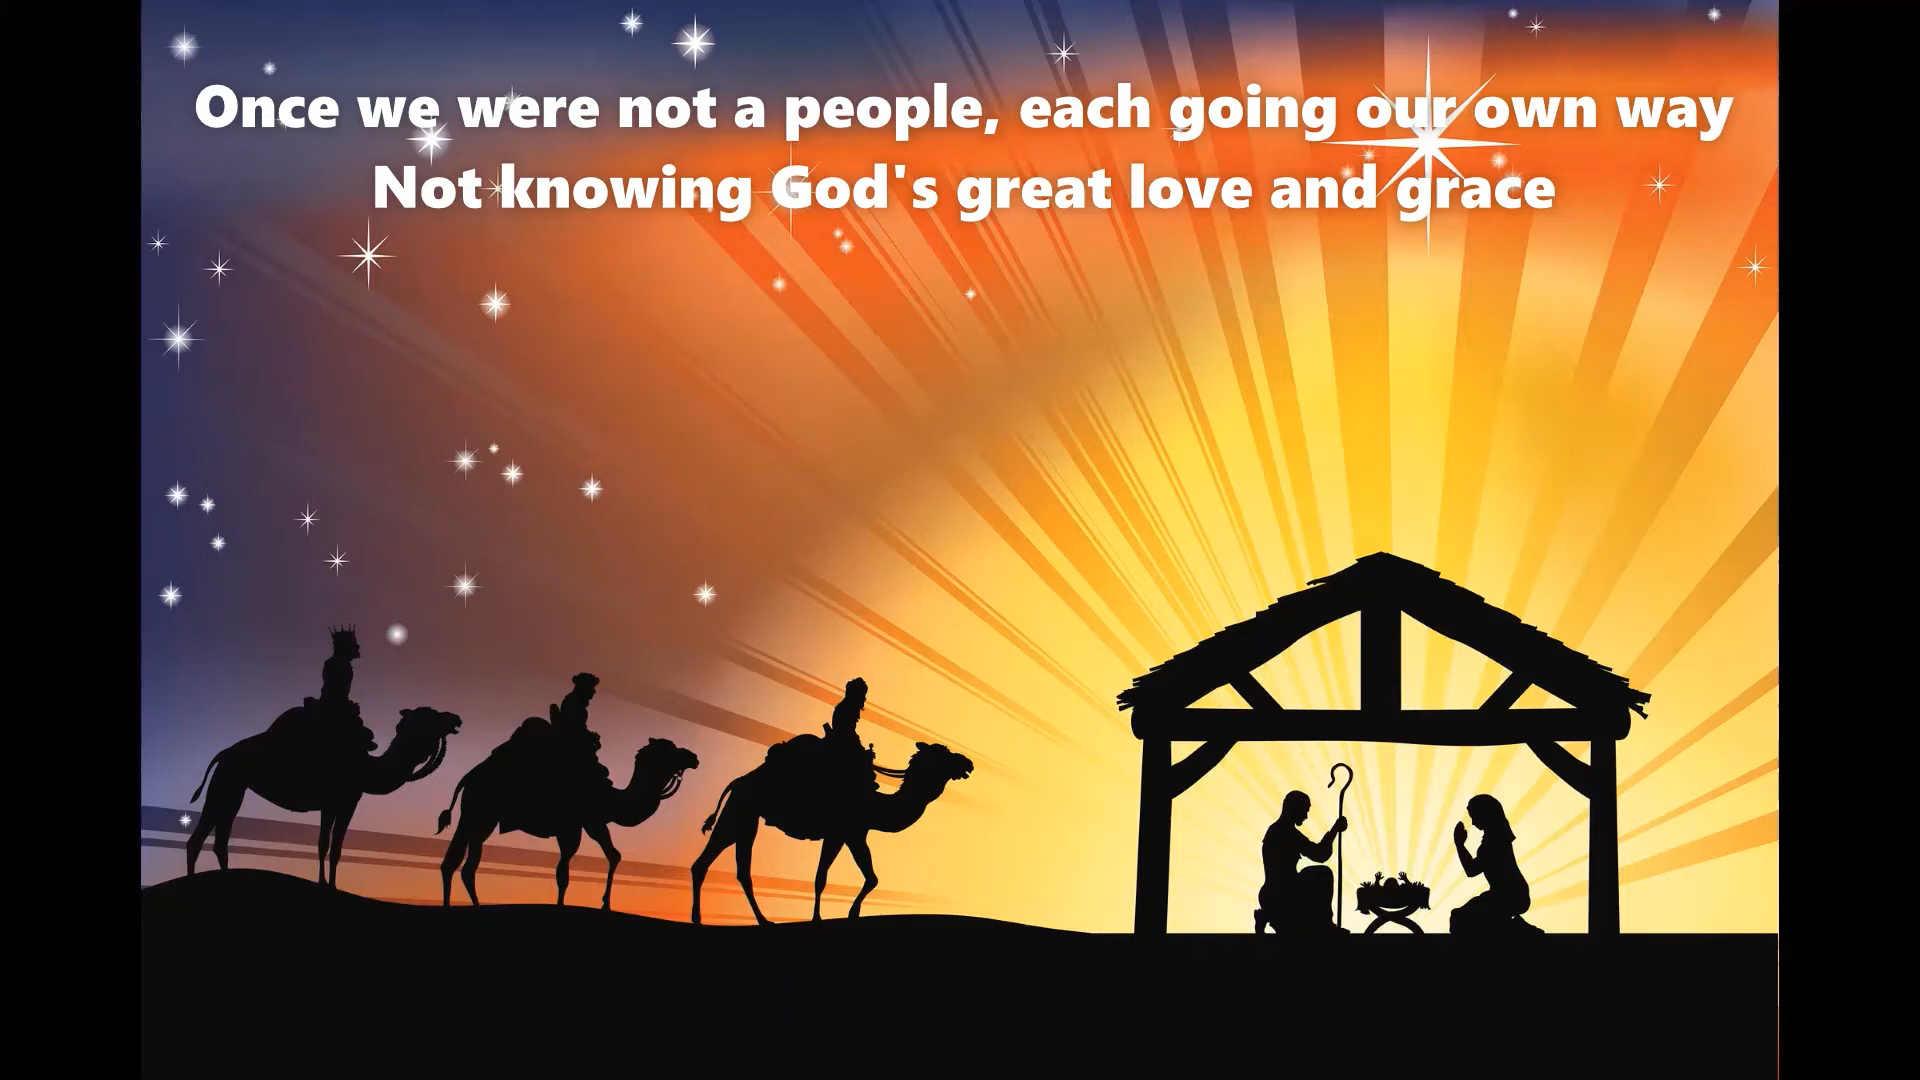 Once we were not a people, each going our own way
Not knowing God's great love and grace